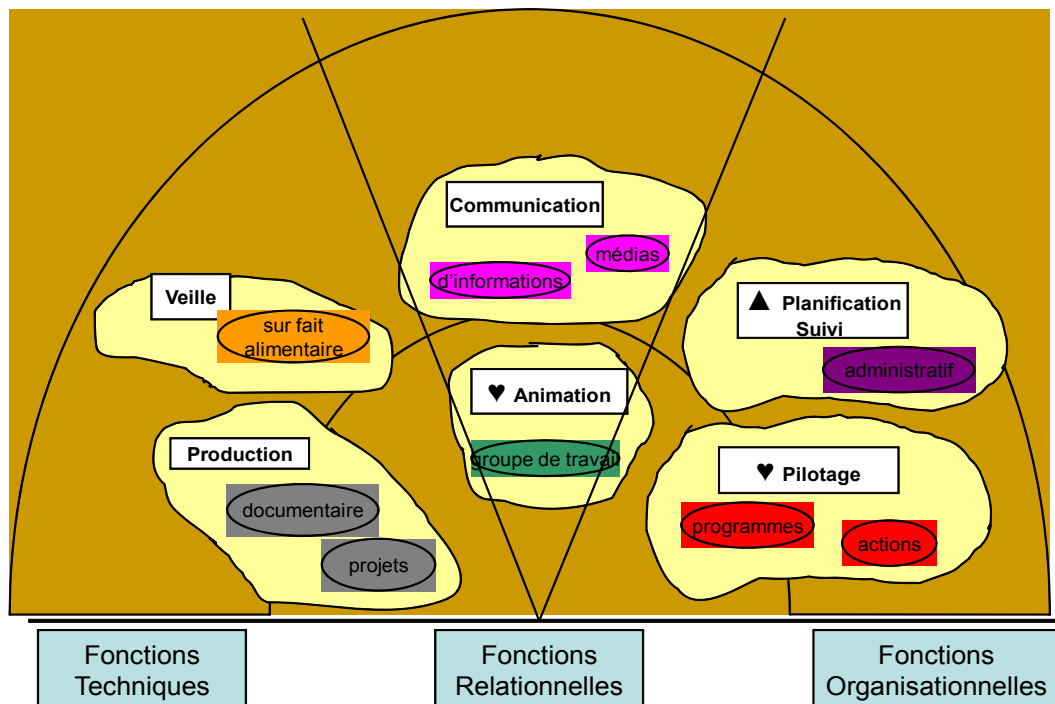 Communication
médias
d'informations
Veille
sur fait
alimentaire
▲ Planification
Suivi
administratif
♥ Animation
groupe de travail
Production
documentaire
projets
♥ Pilotage
programmes
actions
Fonctions
Techniques
Fonctions
Relationnelles
Fonctions
Organisationnelles